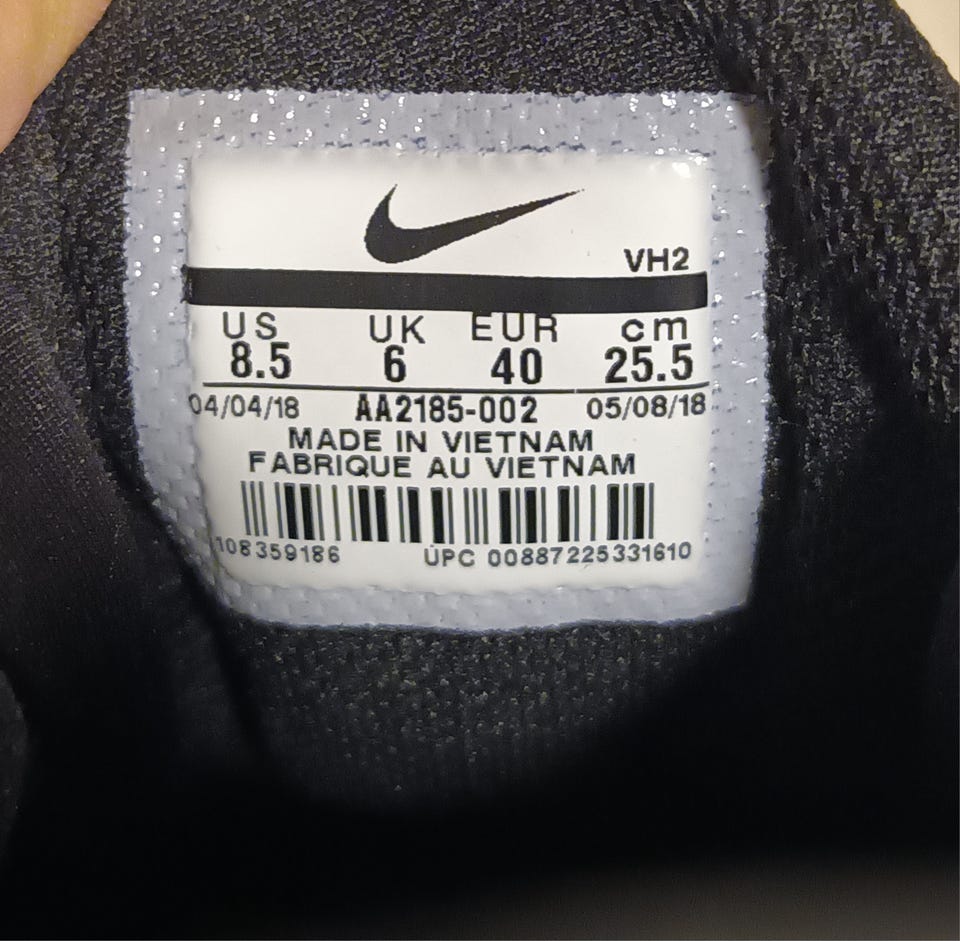 VH2
US UK EUR cm
8.5 6 40 25.5
04/04/18 AA2185-002 05/08/18
MADE IN VIETNAM
FABRIQUE AU VIETNAM
108359186 UPC 00887225331610